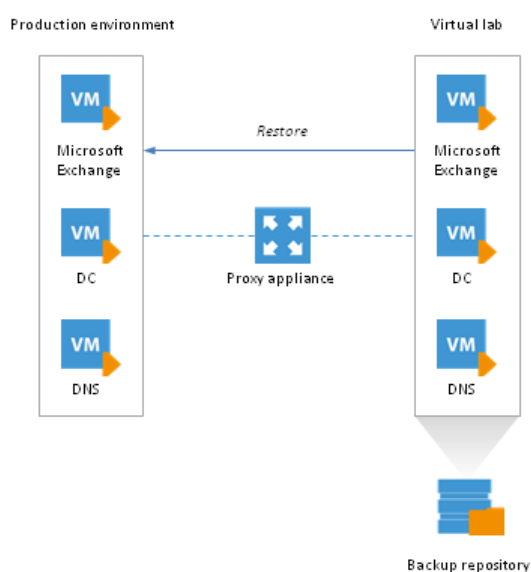 Production environment
Virtual lab
VM
VM
Restore
Microsoft
Exchange
Microsoft
Exchange
VM
VM
DC
Proxy appliance
DC
VM
VM
DNS
DNS
Backup repository